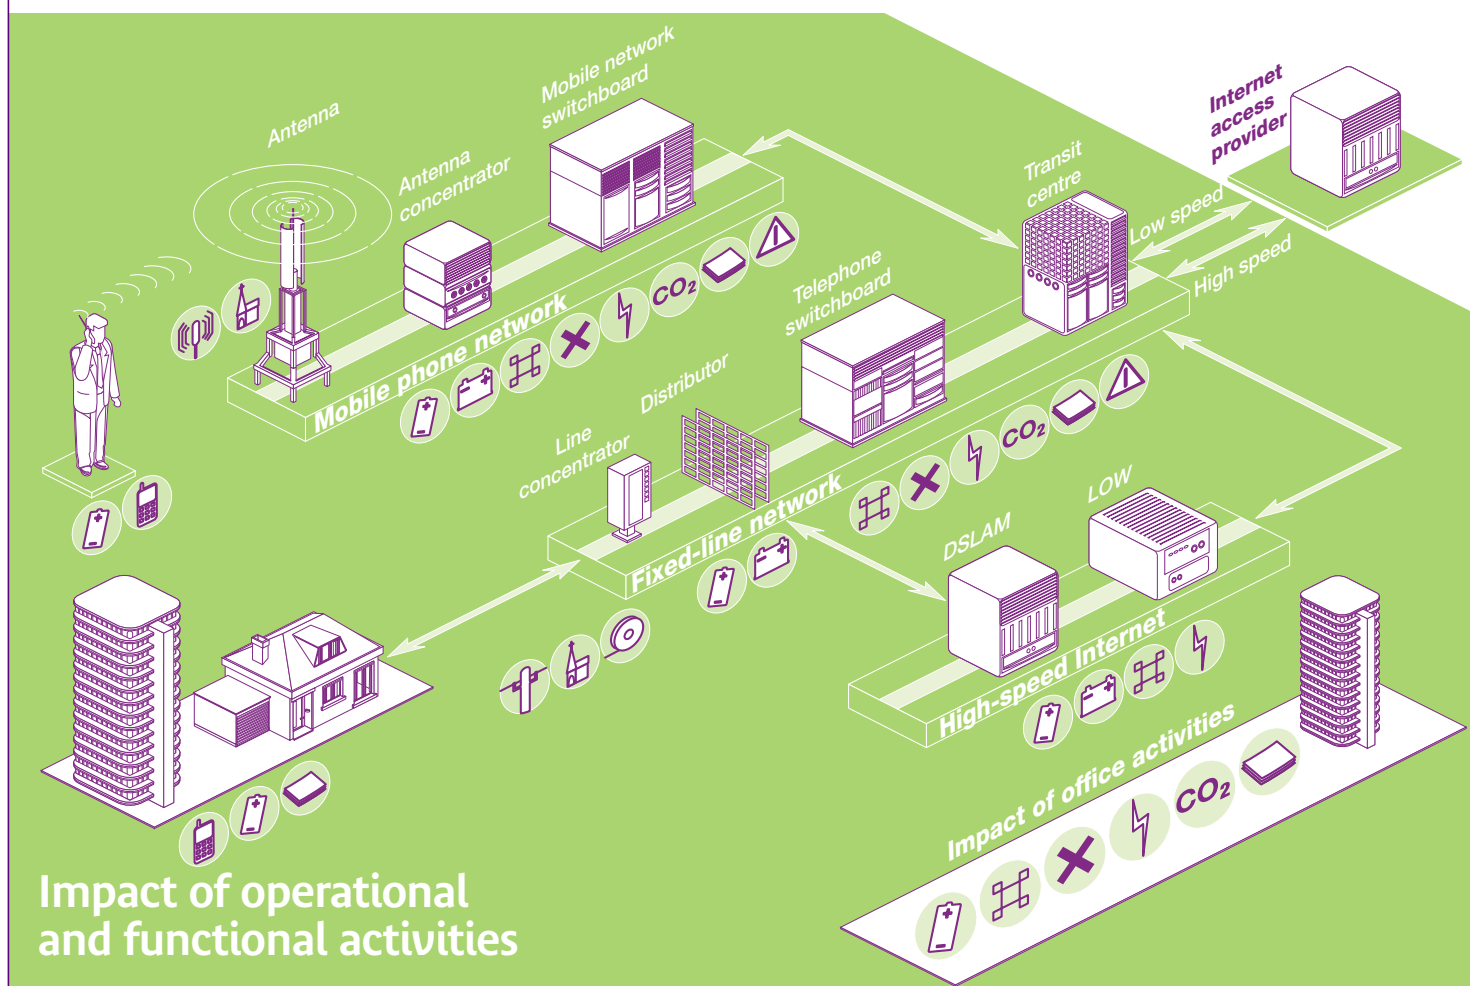 Mobile network
switchboard
Antenna
Antenna
concentrator
Internet
access
provider
Transit
centre
Low speed
High speed
Telephone
switchboard
CO2
Mobile phone network
Distributor
Line
concentrator
CO2
Fixed-line network
LOW
DSLAM
High-speed Internet
Impact of office activities
CO2
Impact of operational
and functional activities